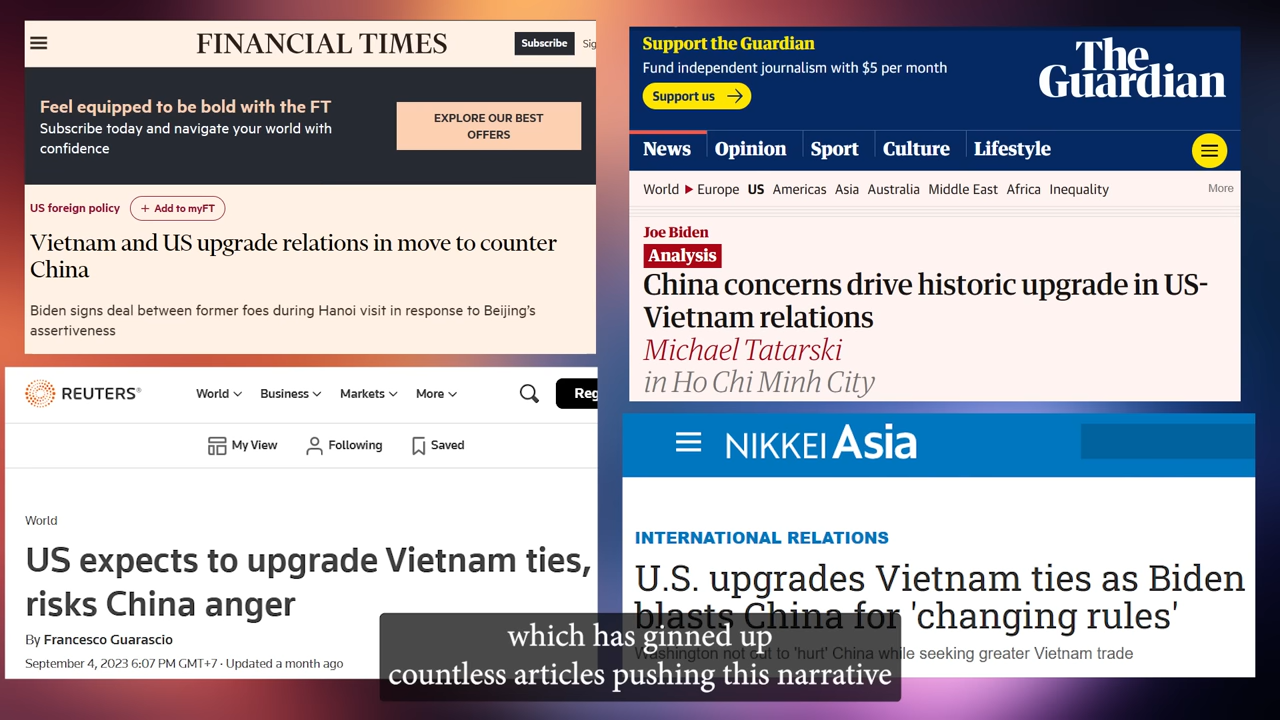 FINANCIAL TIMES
Subscribe
Sig
Feel equipped to be bold with the FT
Subscribe today and navigate your world with
confidence
EXPLORE OUR BEST
OFFERS
US foreign policy
+ Add to myFT
Vietnam and US upgrade relations in move to counter
China
Biden signs deal between former foes during Hanoi visit in response to Beijing's
assertiveness
Support the Guardian
Fund independent journalism with $5 per month
Support us
The
Guardian
News Opinion Sport Culture Lifestyle
World Europe US Americas Asia Australia Middle East Africa Inequality
More
Joe Biden
Analysis
China concerns drive historic upgrade in US-
Vietnam relations
Michael Tatarski
in Ho Chi Minh City
REUTERS®
World Business Markets More
Reg
My View Following Saved
World
US expects to upgrade Vietnam ties,
risks China anger
By Francesco Guarascio
September 4, 2023 6:07 PM GMT+7 · Updated a month ago
NIKKEI Asia
INTERNATIONAL RELATIONS
U.S. upgrades Vietnam ties as Biden
blasts China for 'changing rules'
Washington not out to 'hurt' China while seeking greater Vietnam trade
which has ginned up
countless articles pushing this narrative